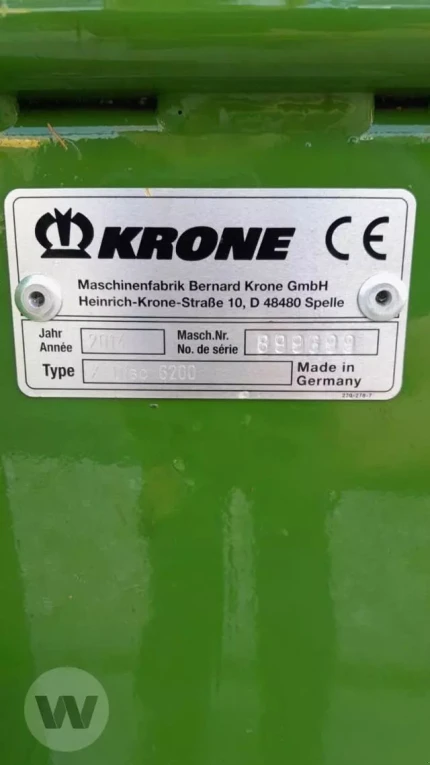 KRONE CE
Maschinenfabrik Bernard Krone GmbH
Heinrich-Krone-Straße 10, D 48480 Spelle
Jahr
Année
Masch.Nr.
No. de série
Type 6200
Made in
Germany
W